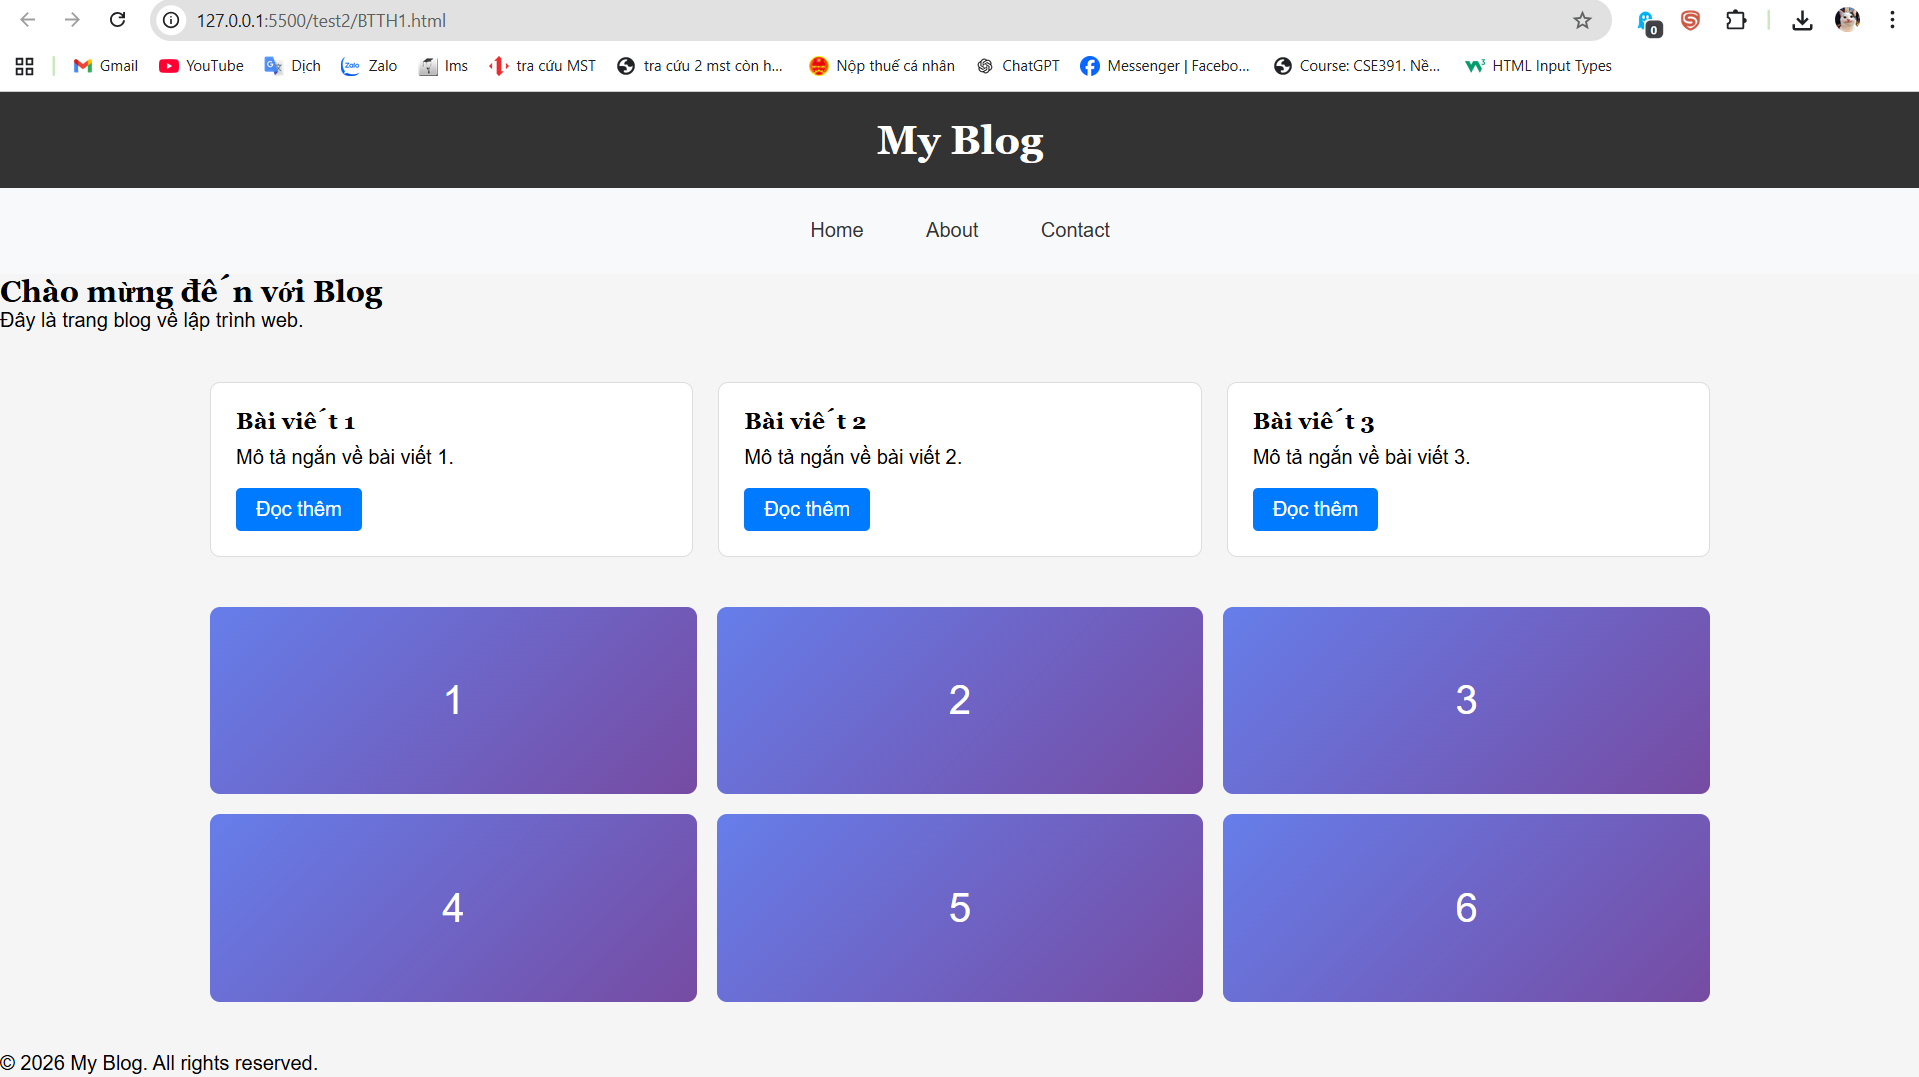 127.0.0.1:5500/test2/BTTH1.html
0
Gmail YouTube Dịch Zalo Ims tra cứu MST tra cứu 2 mst còn h... Nộp thuế cá nhân ChatGPT Messenger | Facebo... Course: CSE391. Nề... HTML Input Types
My Blog
Home About Contact
Chào mừng đến với Blog
Đây là trang blog về lập trình web.
Bài viết 1 Bài viết 2 Bài viết 3
Mô tả ngắn về bài viết 1. Mô tả ngắn về bài viết 2. Mô tả ngắn về bài viết 3.
Đọc thêm Đọc thêm Đọc thêm
1 2 3
4 5 6
© 2026 My Blog. All rights reserved.